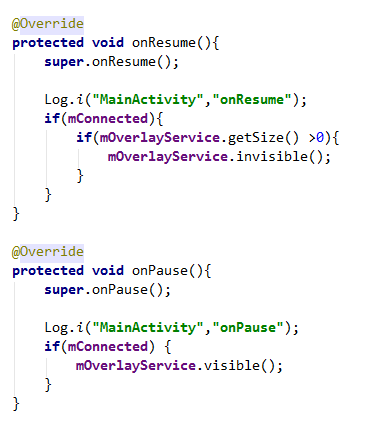 @Override
protected void onResume(){
    super.onResume();

    Log.i("MainActivity","onResume");
    if(mConnected){
        if(mOverlayService.getSize() >0){
            mOverlayService.invisible();
        }
    }
}

@Override
protected void onPause(){
    super.onPause();

    Log.i("MainActivity","onPause");
    if(mConnected) {
        mOverlayService.visible();
    }
}